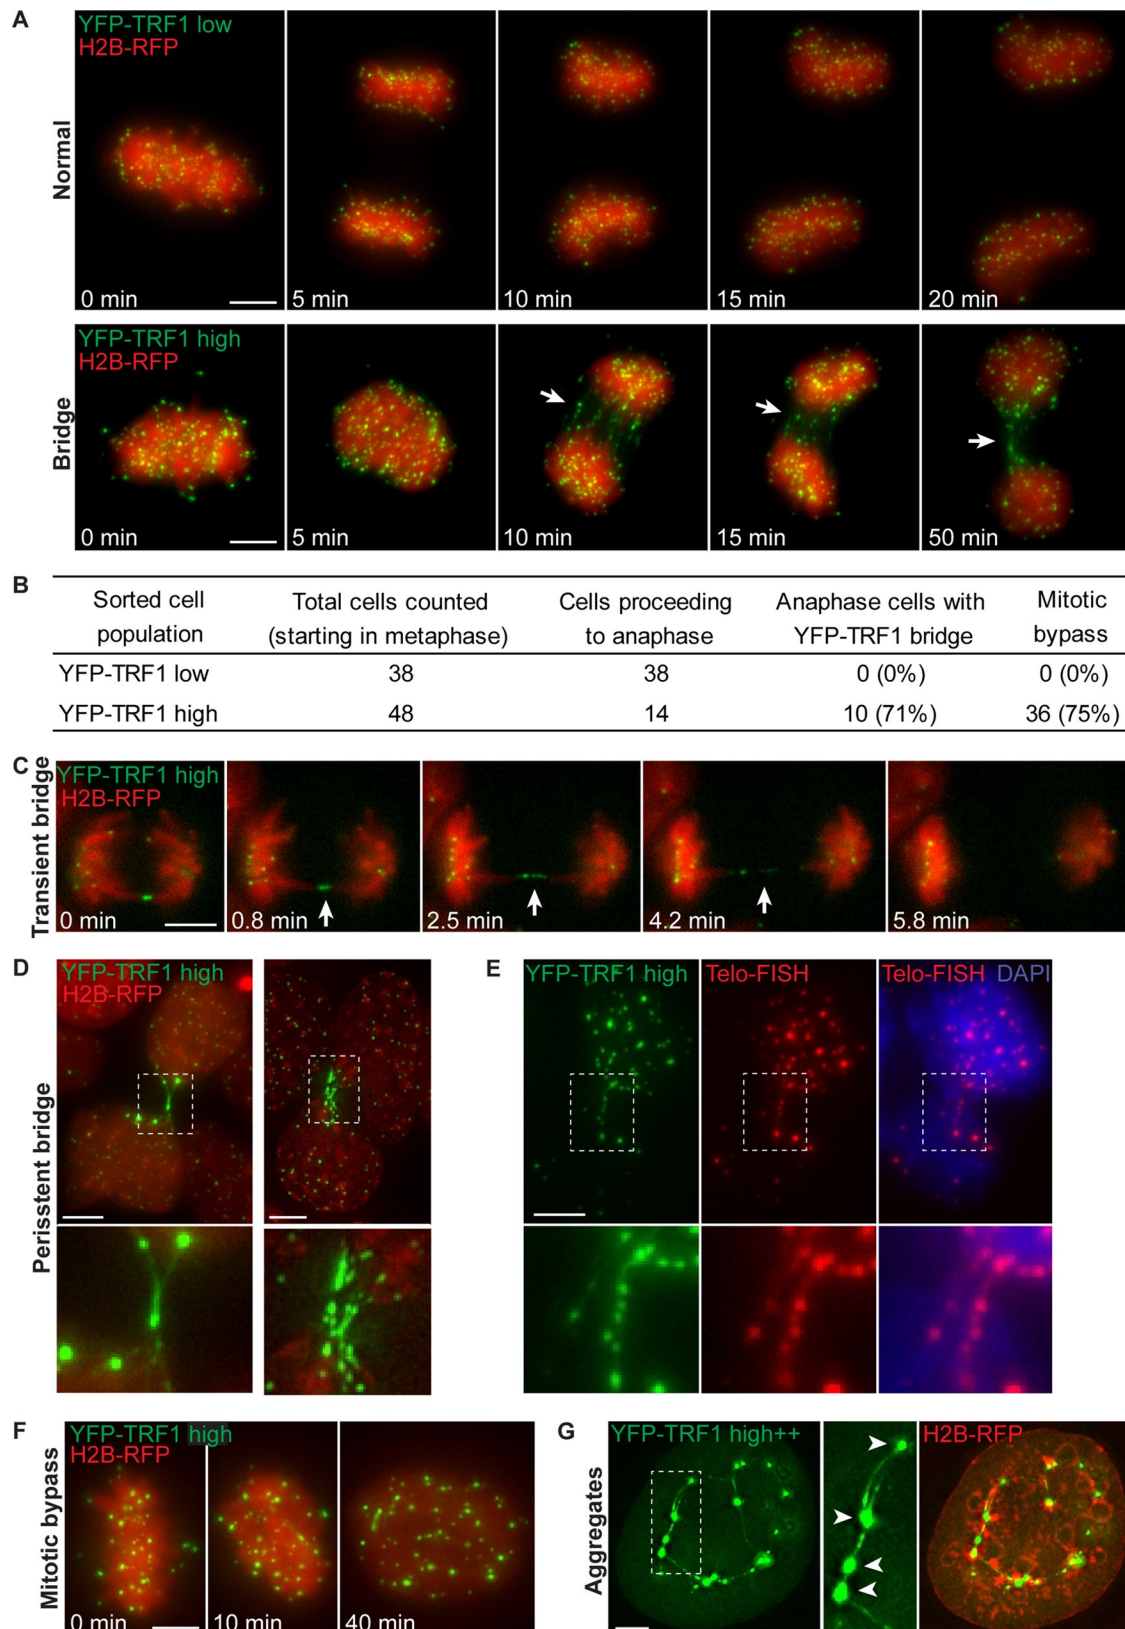 A
YFP-TRF1 low
H2B-RFP
Normal
0 min
5 min
10 min
15 min
20 min
YFP-TRF1 high
H2B-RFP
Bridge
0 min
5 min
10 min
15 min
50 min
B
Sorted cell population
Total cells counted (starting in metaphase)
Cells proceeding to anaphase
Anaphase cells with YFP-TRF1 bridge
Mitotic bypass
YFP-TRF1 low 38 38 0 (0%) 0 (0%)
YFP-TRF1 high 48 14 10 (71%) 36 (75%)
C
YFP-TRF1 high
H2B-RFP
Transient bridge
0 min
0.8 min
2.5 min
4.2 min
5.8 min
D
YFP-TRF1 high
H2B-RFP
Perisstent bridge
E
YFP-TRF1 high
Telo-FISH
Telo-FISH DAPI
F
YFP-TRF1 high
H2B-RFP
Mitotic bypass
0 min
10 min
40 min
G
YFP-TRF1 high++
H2B-RFP
Aggregates